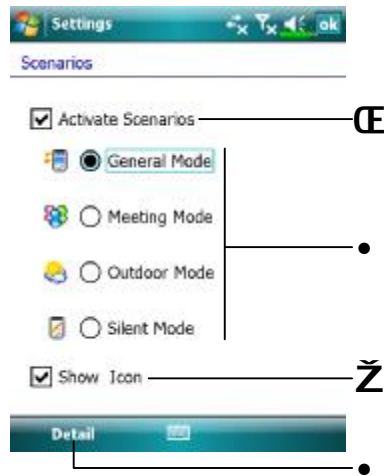 Settings ok
Scenarios
Activate Scenarios Œ
General Mode
Meeting Mode
•
Outdoor Mode
Silent Mode
Show Icon Ž
Detail
•